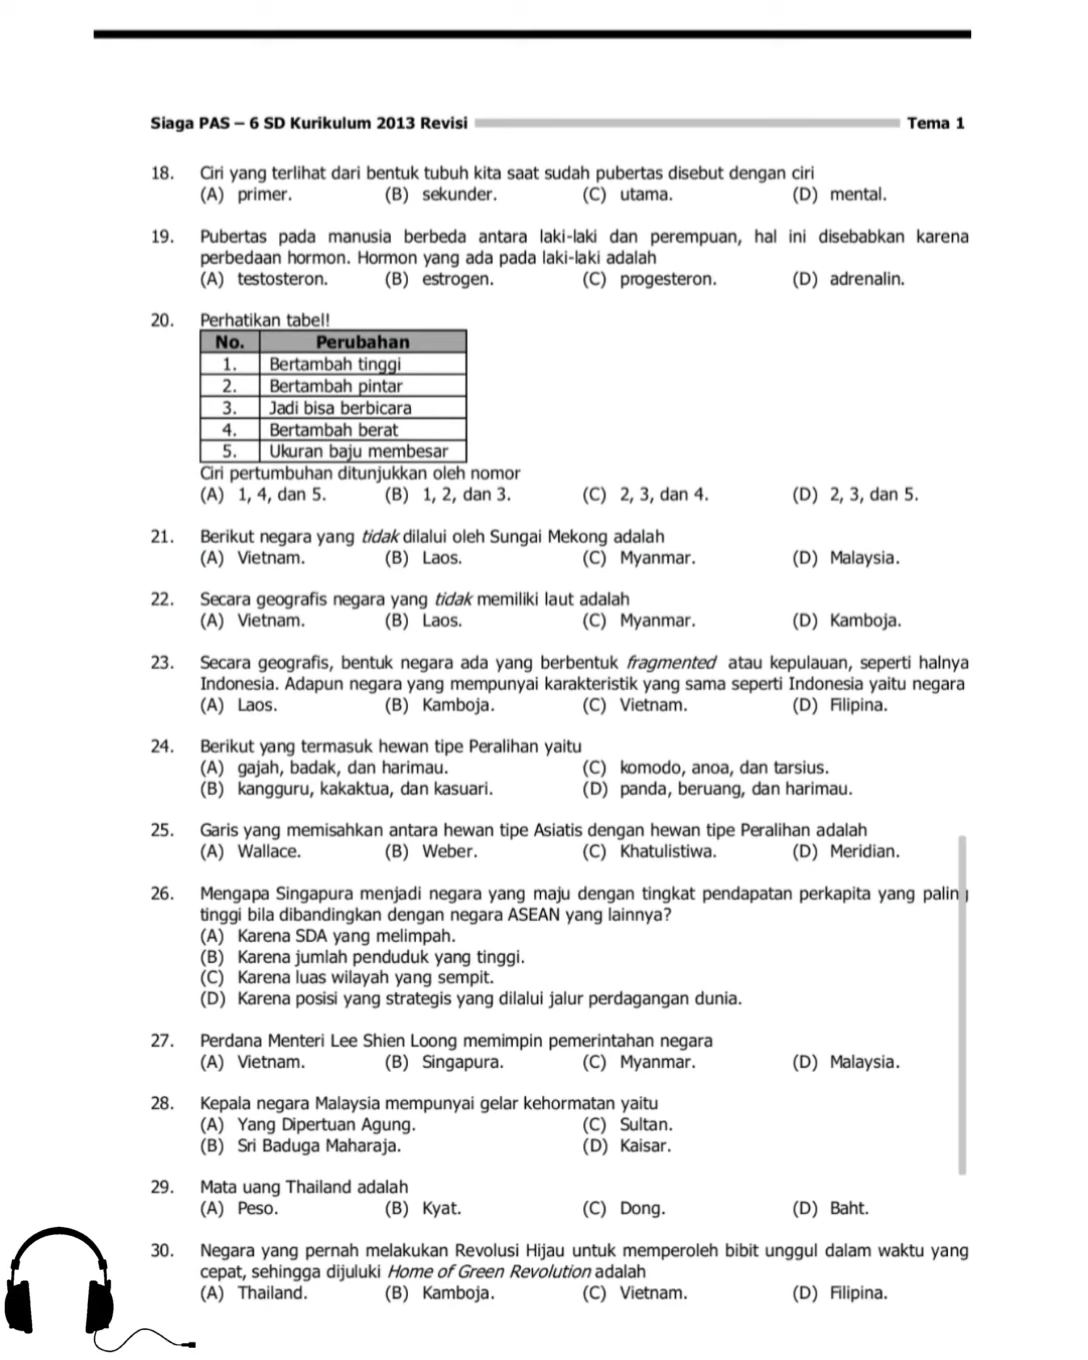 Siaga PAS – 6 SD Kurikulum 2013 Revisi Tema 1
18. Ciri yang terlihat dari bentuk tubuh kita saat sudah pubertas disebut dengan ciri
(A) primer. (B) sekunder. (C) utama. (D) mental.
19. Pubertas pada manusia berbeda antara laki-laki dan perempuan, hal ini disebabkan karena
perbedaan hormon. Hormon yang ada pada laki-laki adalah
(A) testosteron. (B) estrogen. (C) progesteron. (D) adrenalin.
20. Perhatikan tabel!
No. Perubahan
1. Bertambah tinggi
2. Bertambah pintar
3. Jadi bisa berbicara
4. Bertambah berat
5. Ukuran baju membesar
Ciri pertumbuhan ditunjukkan oleh nomor
(A) 1, 4, dan 5. (B) 1, 2, dan 3. (C) 2, 3, dan 4. (D) 2, 3, dan 5.
21. Berikut negara yang tidak dilalui oleh Sungai Mekong adalah
(A) Vietnam. (B) Laos. (C) Myanmar. (D) Malaysia.
22. Secara geografis negara yang tidak memiliki laut adalah
(A) Vietnam. (B) Laos. (C) Myanmar. (D) Kamboja.
23. Secara geografis, bentuk negara ada yang berbentuk fragmented atau kepulauan, seperti halnya
Indonesia. Adapun negara yang mempunyai karakteristik yang sama seperti Indonesia yaitu negara
(A) Laos. (B) Kamboja. (C) Vietnam. (D) Filipina.
24. Berikut yang termasuk hewan tipe Peralihan yaitu
(A) gajah, badak, dan harimau. (C) komodo, anoa, dan tarsius.
(B) kangguru, kakaktua, dan kasuari. (D) panda, beruang, dan harimau.
25. Garis yang memisahkan antara hewan tipe Asiatis dengan hewan tipe Peralihan adalah
(A) Wallace. (B) Weber. (C) Khatulistiwa. (D) Meridian.
26. Mengapa Singapura menjadi negara yang maju dengan tingkat pendapatan perkapita yang paling
tinggi bila dibandingkan dengan negara ASEAN yang lainnya?
(A) Karena SDA yang melimpah.
(B) Karena jumlah penduduk yang tinggi.
(C) Karena luas wilayah yang sempit.
(D) Karena posisi yang strategis yang dilalui jalur perdagangan dunia.
27. Perdana Menteri Lee Shien Loong memimpin pemerintahan negara
(A) Vietnam. (B) Singapura. (C) Myanmar. (D) Malaysia.
28. Kepala negara Malaysia mempunyai gelar kehormatan yaitu
(A) Yang Dipertuan Agung. (C) Sultan.
(B) Sri Baduga Maharaja. (D) Kaisar.
29. Mata uang Thailand adalah
(A) Peso. (B) Kyat. (C) Dong. (D) Baht.
30. Negara yang pernah melakukan Revolusi Hijau untuk memperoleh bibit unggul dalam waktu yang
cepat, sehingga dijuluki Home of Green Revolution adalah
(A) Thailand. (B) Kamboja. (C) Vietnam. (D) Filipina.